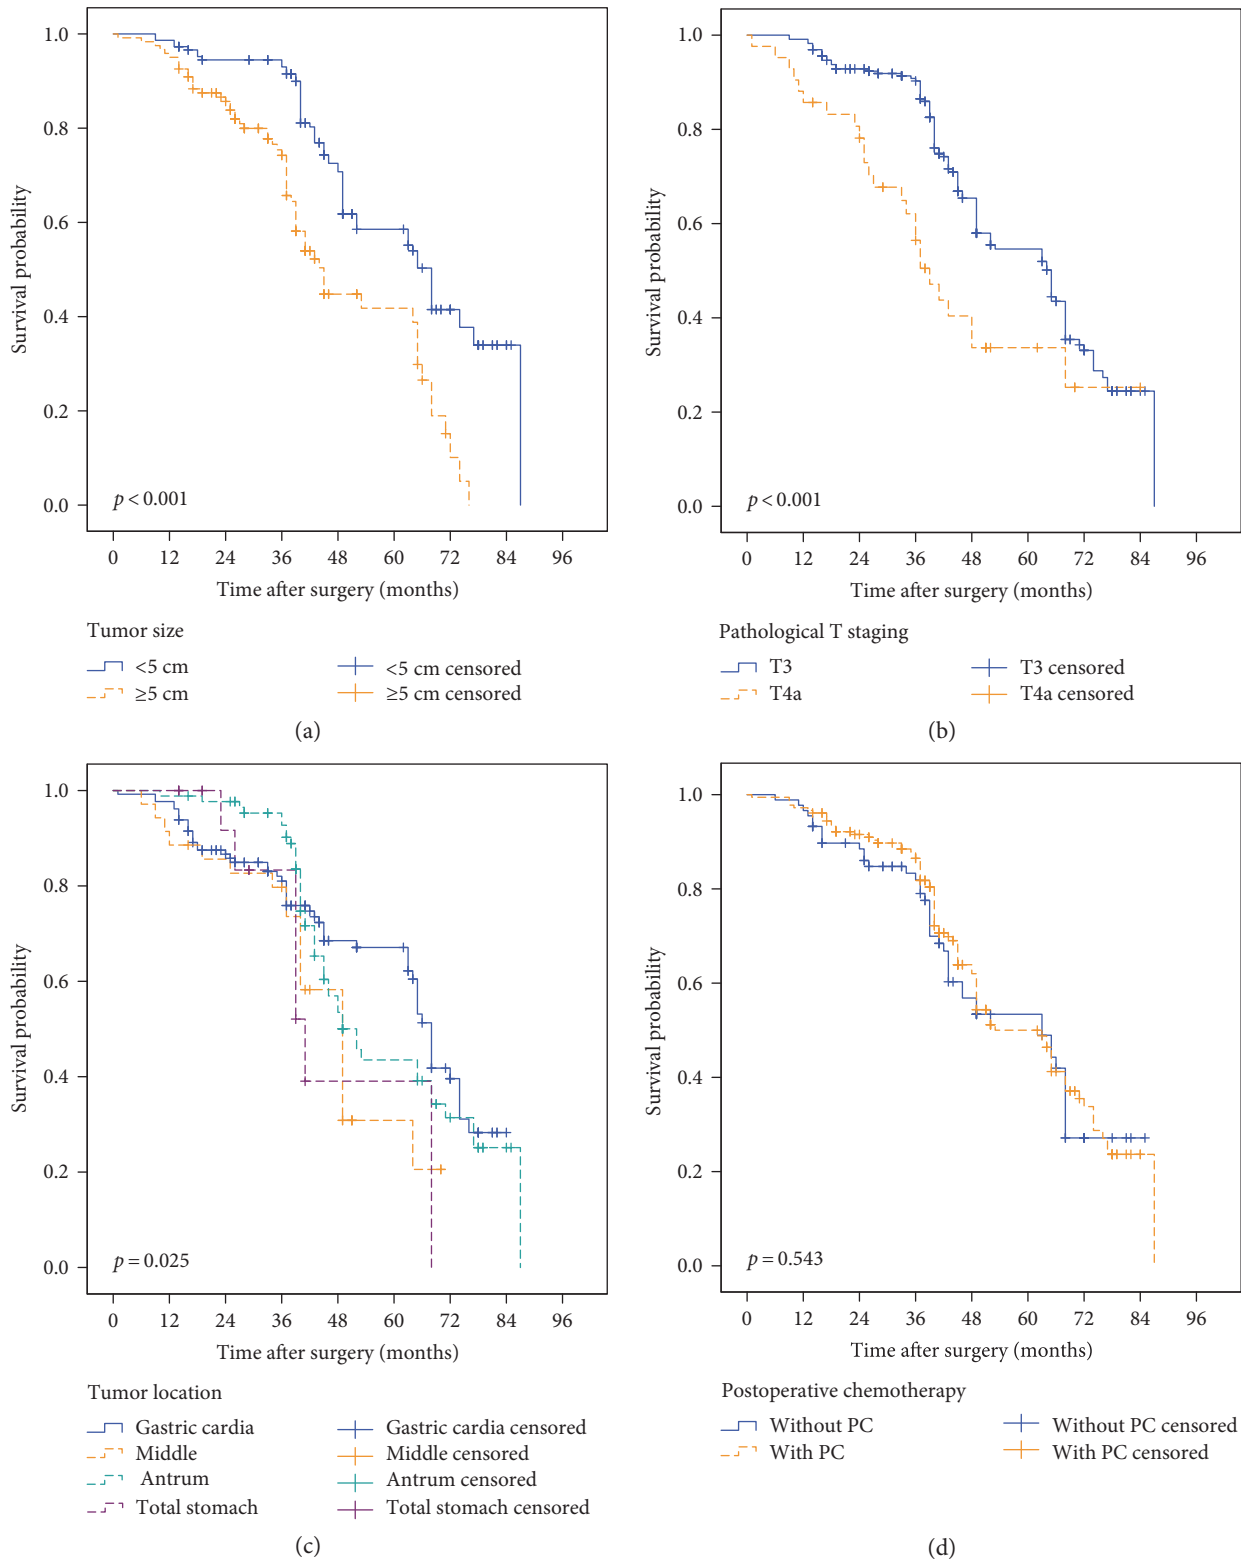 1.0
0.8
0.6
0.4
0.2
0.0
Survival probability
p < 0.001
0 12 24 36 48 60 72 84 96
Time after surgery (months)
Tumor size
<5 cm <5 cm censored
≥5 cm ≥5 cm censored
(a)
1.0
0.8
0.6
0.4
0.2
0.0
Survival probability
p < 0.001
0 12 24 36 48 60 72 84 96
Time after surgery (months)
Pathological T staging
T3 T3 censored
T4a T4a censored
(b)
1.0
0.8
0.6
0.4
0.2
0.0
Survival probability
p = 0.025
0 12 24 36 48 60 72 84 96
Time after surgery (months)
Tumor location
Gastric cardia Gastric cardia censored
Middle Middle censored
Antrum Antrum censored
Total stomach Total stomach censored
(c)
1.0
0.8
0.6
0.4
0.2
0.0
Survival probability
p = 0.543
0 12 24 36 48 60 72 84 96
Time after surgery (months)
Postoperative chemotherapy
Without PC Without PC censored
With PC With PC censored
(d)